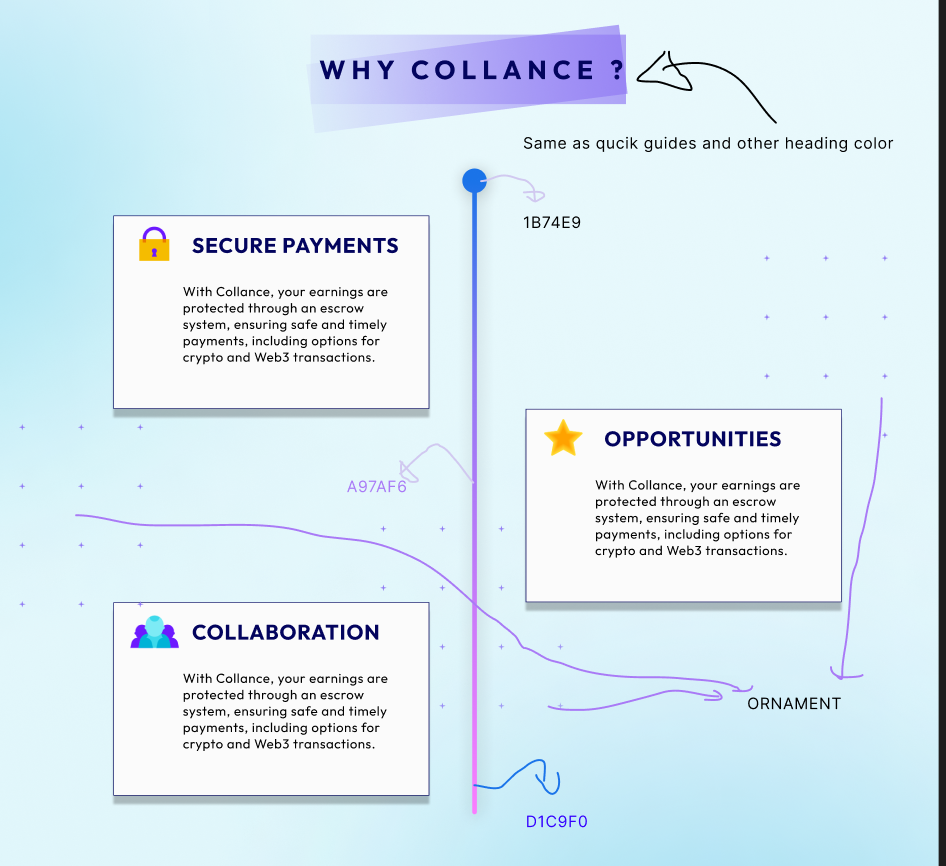 WHY COLLANCE ?
Same as qucik guides and other heading color
1B74E9
SECURE PAYMENTS
With Collance, your earnings are
protected through an escrow
system, ensuring safe and timely
payments, including options for
crypto and Web3 transactions.
OPPORTUNITIES
With Collance, your earnings are
protected through an escrow
system, ensuring safe and timely
payments, including options for
crypto and Web3 transactions.
A97AF6
COLLABORATION
With Collance, your earnings are
protected through an escrow
system, ensuring safe and timely
payments, including options for
crypto and Web3 transactions.
ORNAMENT
D1C9F0